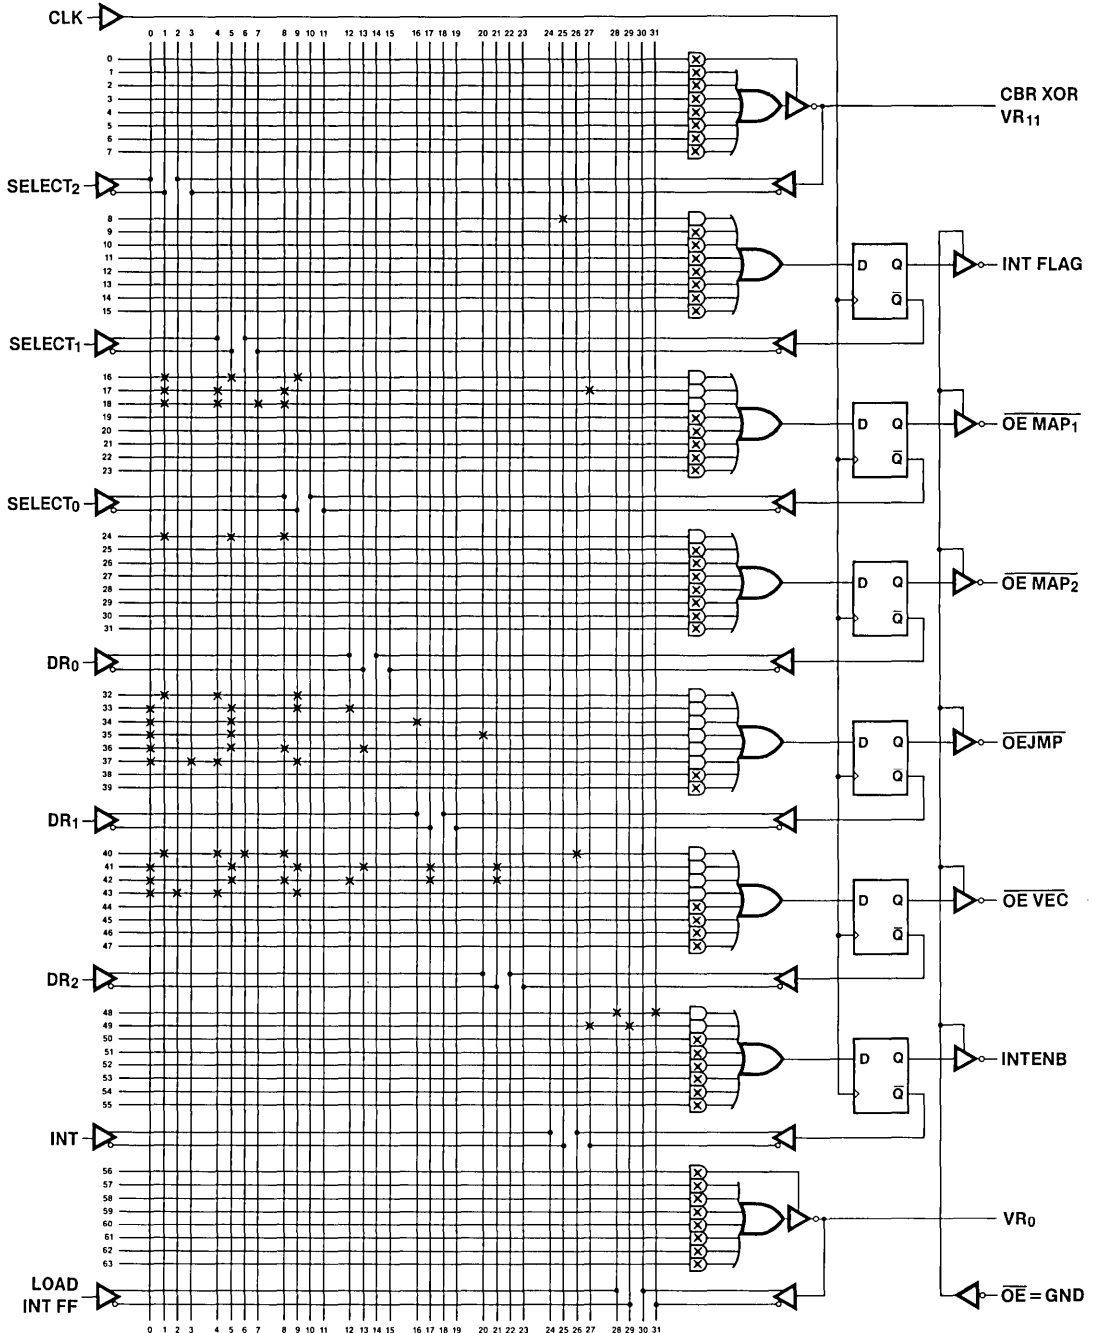 CLK
0 1 2 3 4 5 6 7 8 9 10 11 12 13 14 15 16 17 18 19 20 21 22 23 24 25 26 27 28 29 30 31
0
1
2
3
4
5
6
7
CBR XOR
VR11
SELECT2
8
9
10
11
12
13
14
15
D Q
Q̅
INT FLAG
SELECT1
16
17
18
19
20
21
22
23
D Q
Q̅
OE MAP1
SELECT0
24
25
26
27
28
29
30
31
D Q
Q̅
OE MAP2
DR0
32
33
34
35
36
37
38
39
D Q
Q̅
OEJMP
DR1
40
41
42
43
44
45
46
47
D Q
Q̅
OE VEC
DR2
48
49
50
51
52
53
54
55
D Q
Q̅
INTENB
INT
56
57
58
59
60
61
62
63
VR0
LOAD
INT FF
OE = GND
0 1 2 3 4 5 6 7 8 9 10 11 12 13 14 15 16 17 18 19 20 21 22 23 24 25 26 27 28 29 30 31